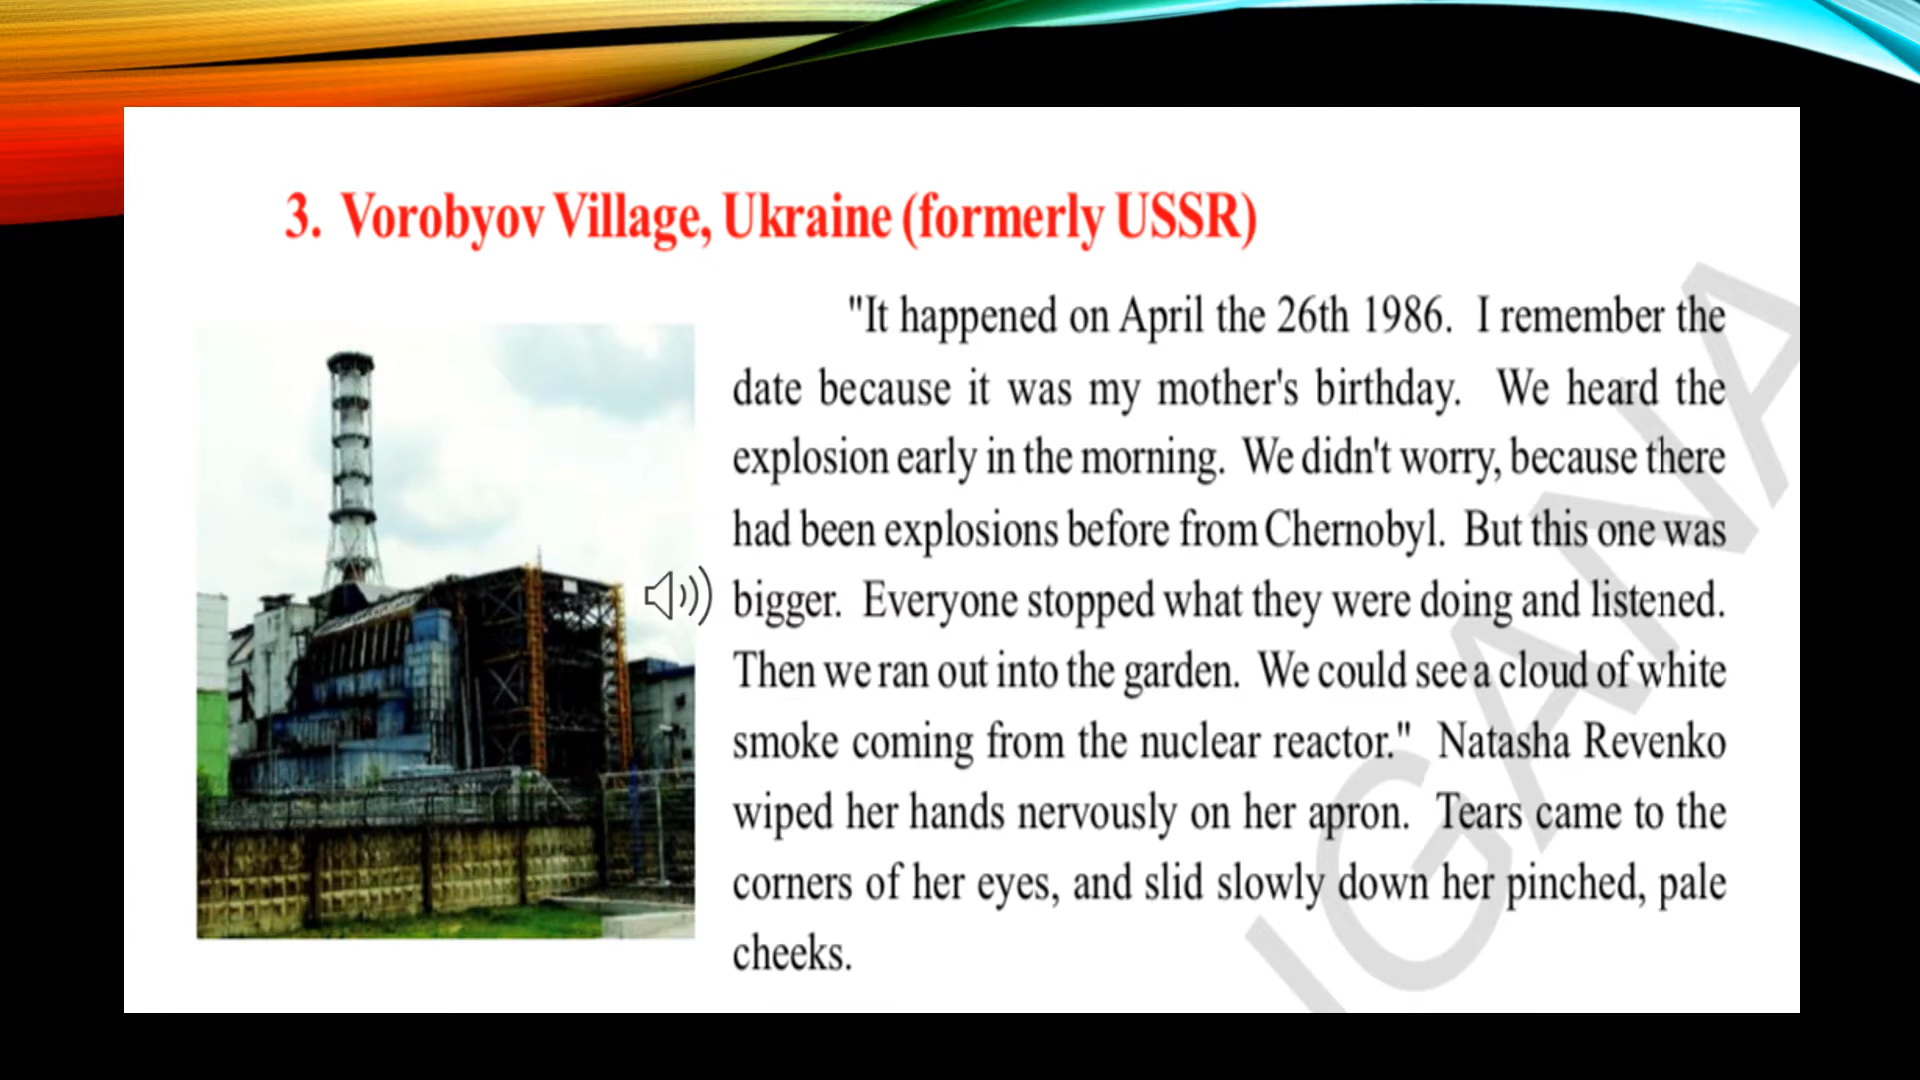 3. Vorobyov Village, Ukraine (formerly USSR)
"It happened on April the 26th 1986. I remember the
date because it was my mother's birthday. We heard the
explosion early in the morning. We didn't worry, because there
had been explosions before from Chernobyl. But this one was
bigger. Everyone stopped what they were doing and listened.
Then we ran out into the garden. We could see a cloud of white
smoke coming from the nuclear reactor." Natasha Revenko
wiped her hands nervously on her apron. Tears came to the
corners of her eyes, and slid slowly down her pinched, pale
cheeks.
IGANA